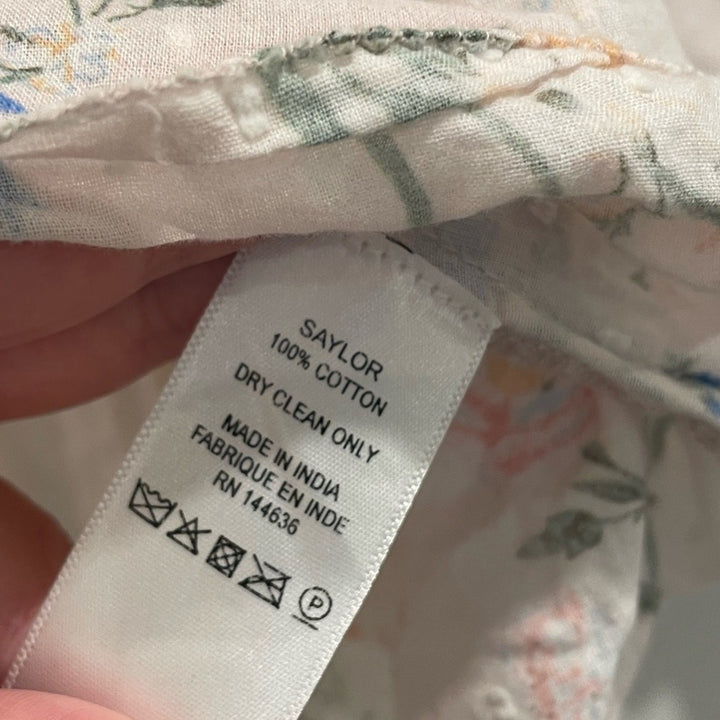 SAYLOR
100% COTTON
DRY CLEAN ONLY
MADE IN INDIA
FABRIQUE EN INDE
RN 144636
P